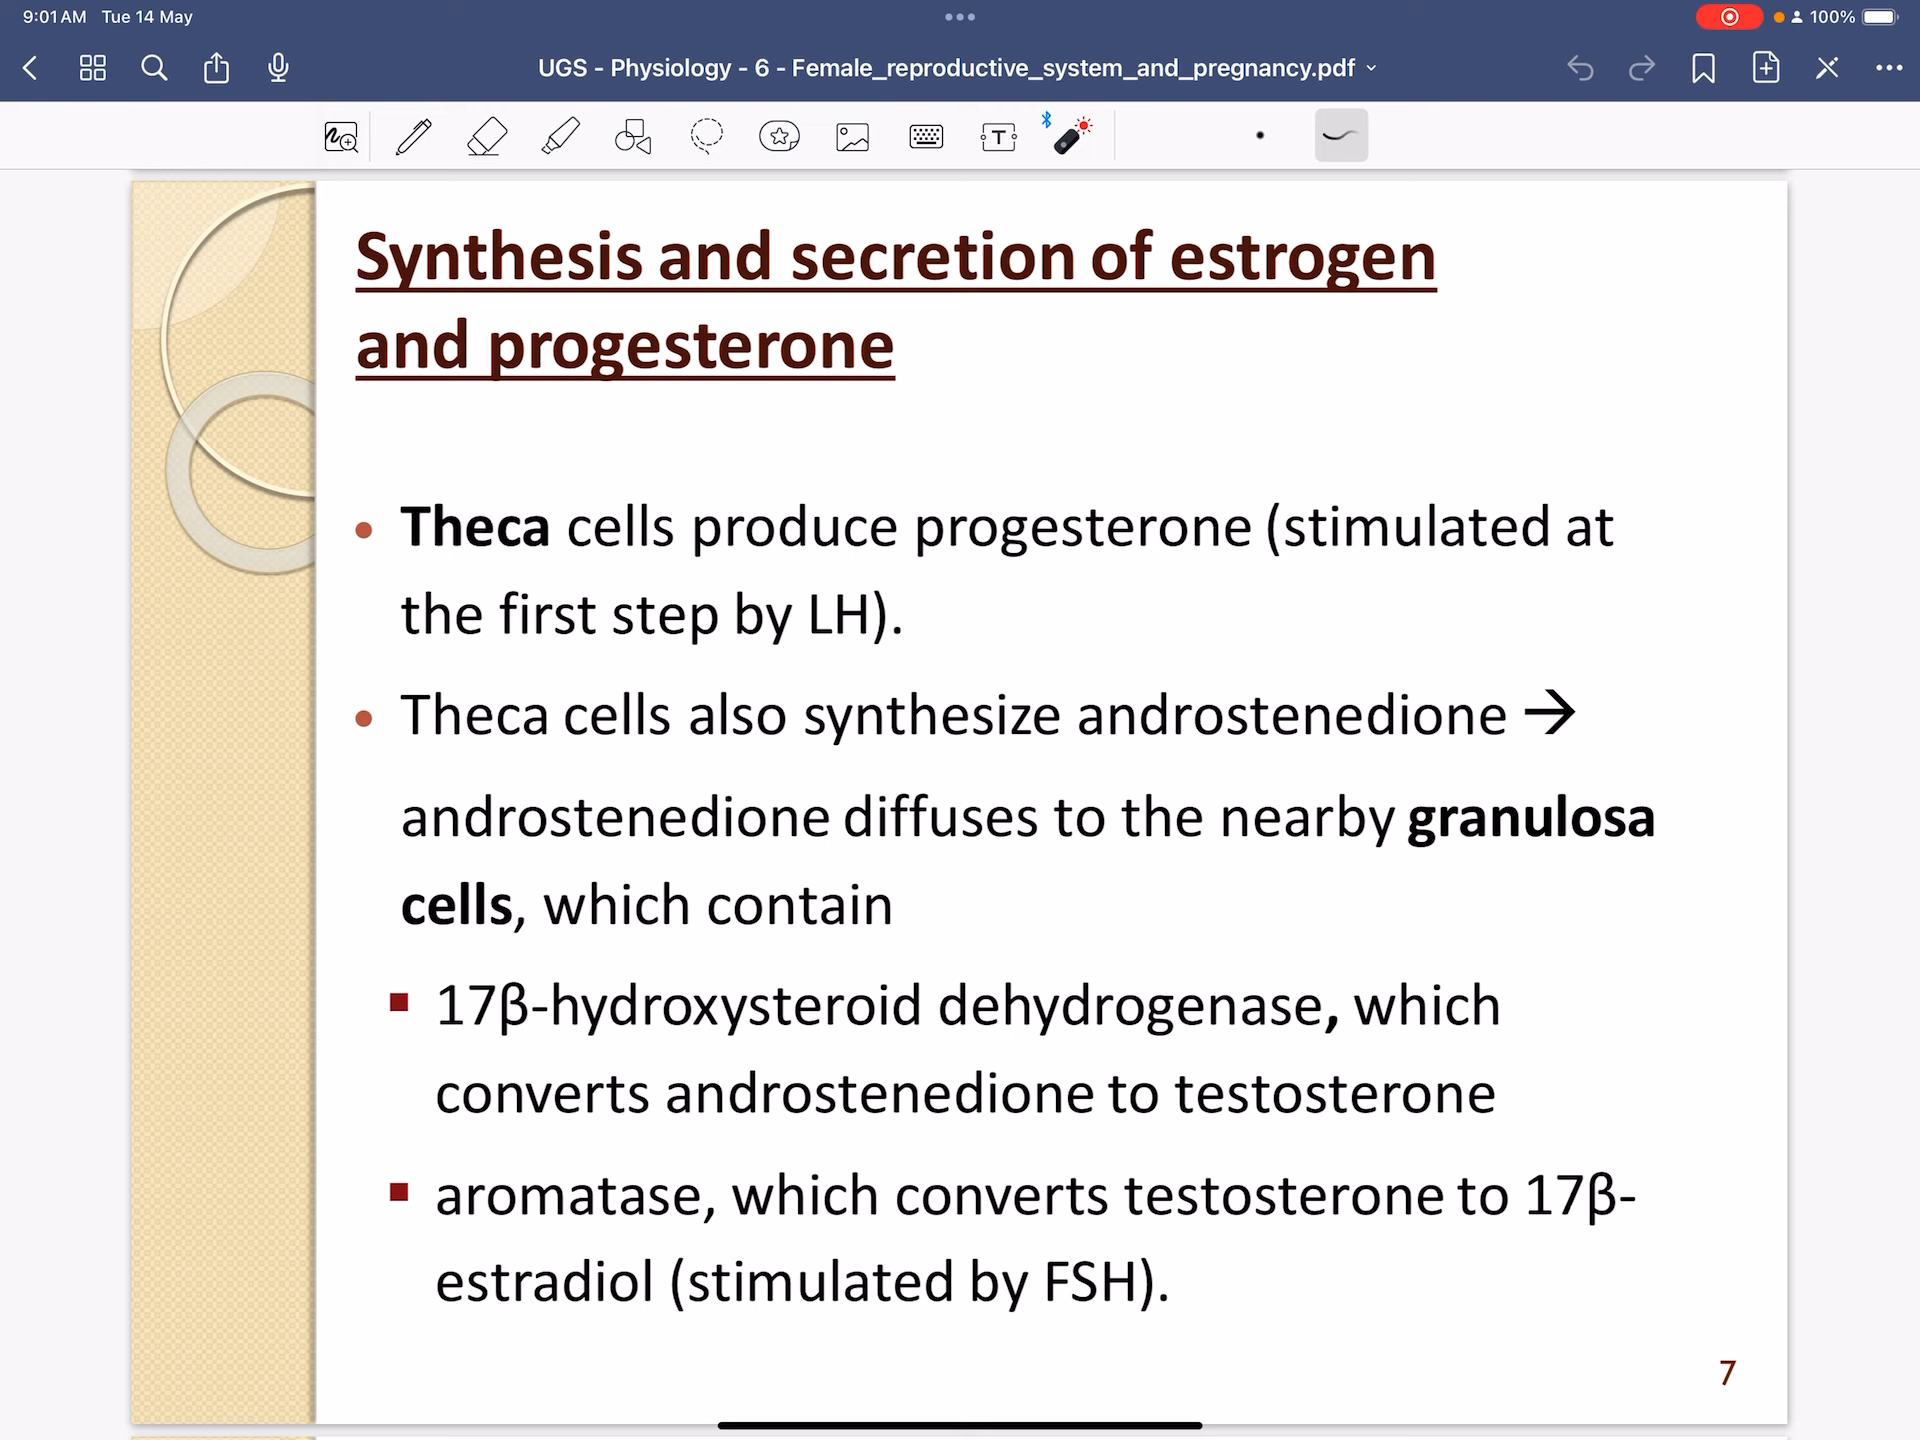 9:01 AM Tue 14 May
100%
UGS - Physiology - 6 - Female_reproductive_system_and_pregnancy.pdf
T
Synthesis and secretion of estrogen
and progesterone
• Theca cells produce progesterone (stimulated at
the first step by LH).
• Theca cells also synthesize androstenedione →
androstenedione diffuses to the nearby granulosa
cells, which contain
▪ 17β-hydroxysteroid dehydrogenase, which
converts androstenedione to testosterone
▪ aromatase, which converts testosterone to 17β-
estradiol (stimulated by FSH).
7